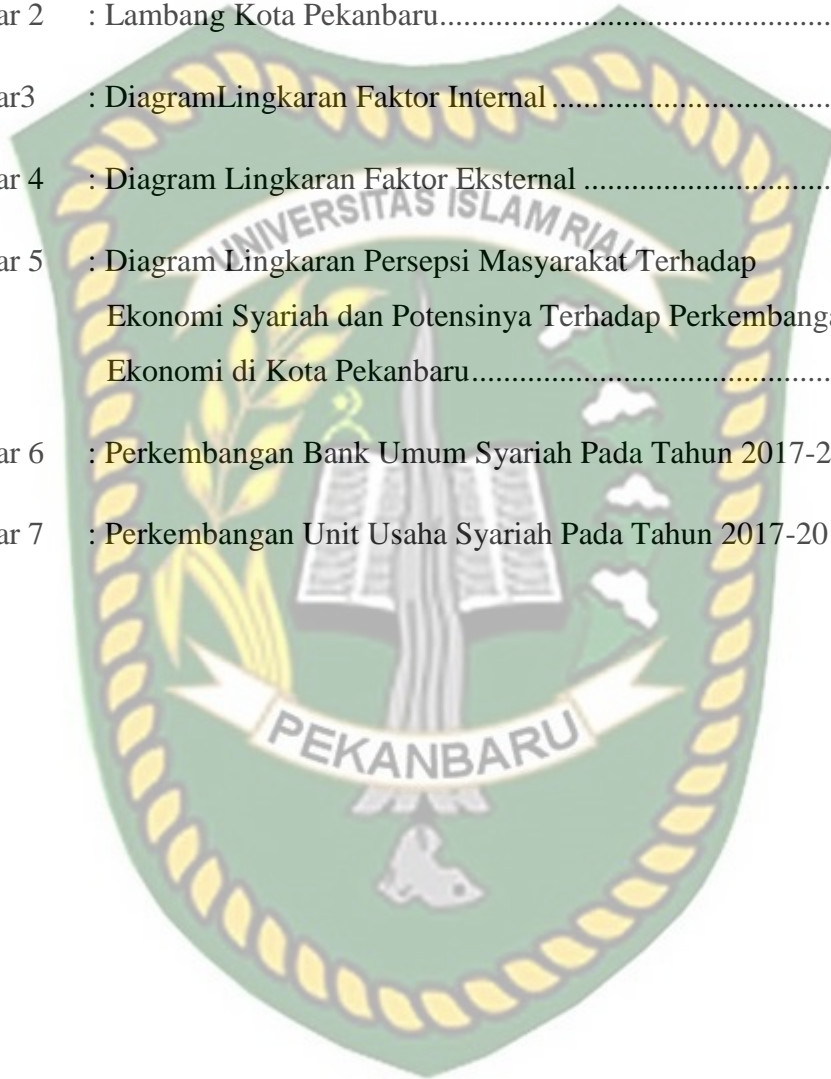 ar 2 : Lambang Kota Pekanbaru..................................................
ar3 : DiagramLingkaran Faktor Internal ...................................
ar 4 : Diagram Lingkaran Faktor Eksternal ...............................
UNIVERSITAS ISLAM RIAU
ar 5 : Diagram Lingkaran Persepsi Masyarakat Terhadap
Ekonomi Syariah dan Potensinya Terhadap Perkembanga
Ekonomi di Kota Pekanbaru.............................................
ar 6 : Perkembangan Bank Umum Syariah Pada Tahun 2017-2
ar 7 : Perkembangan Unit Usaha Syariah Pada Tahun 2017-20
PEKANBARU